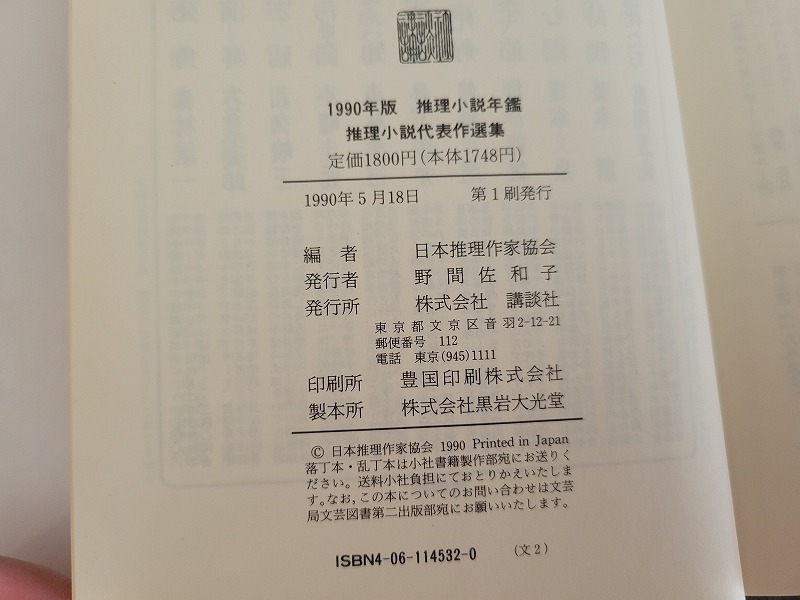 1990年版 推理小説年鑑
推理小説代表作選集
定価1800円(本体1748円)
1990年5月18日 第1刷発行
編者 日本推理作家協会
発行者 野間佐和子
発行所 株式会社 講談社
東京都文京区音羽2-12-21
郵便番号 112
電話 東京(945)1111
印刷所 豊国印刷株式会社
製本所 株式会社黒岩大光堂
© 日本推理作家協会 1990 Printed in Japan
落丁本・乱丁本は小社書籍製作部宛にお送りく
ださい。送料小社負担にておとりかえいたしま
す。なお、この本についてのお問い合わせは文芸
局文芸図書第二出版部宛にお願いいたします。
ISBN4-06-114532-0 (文2)